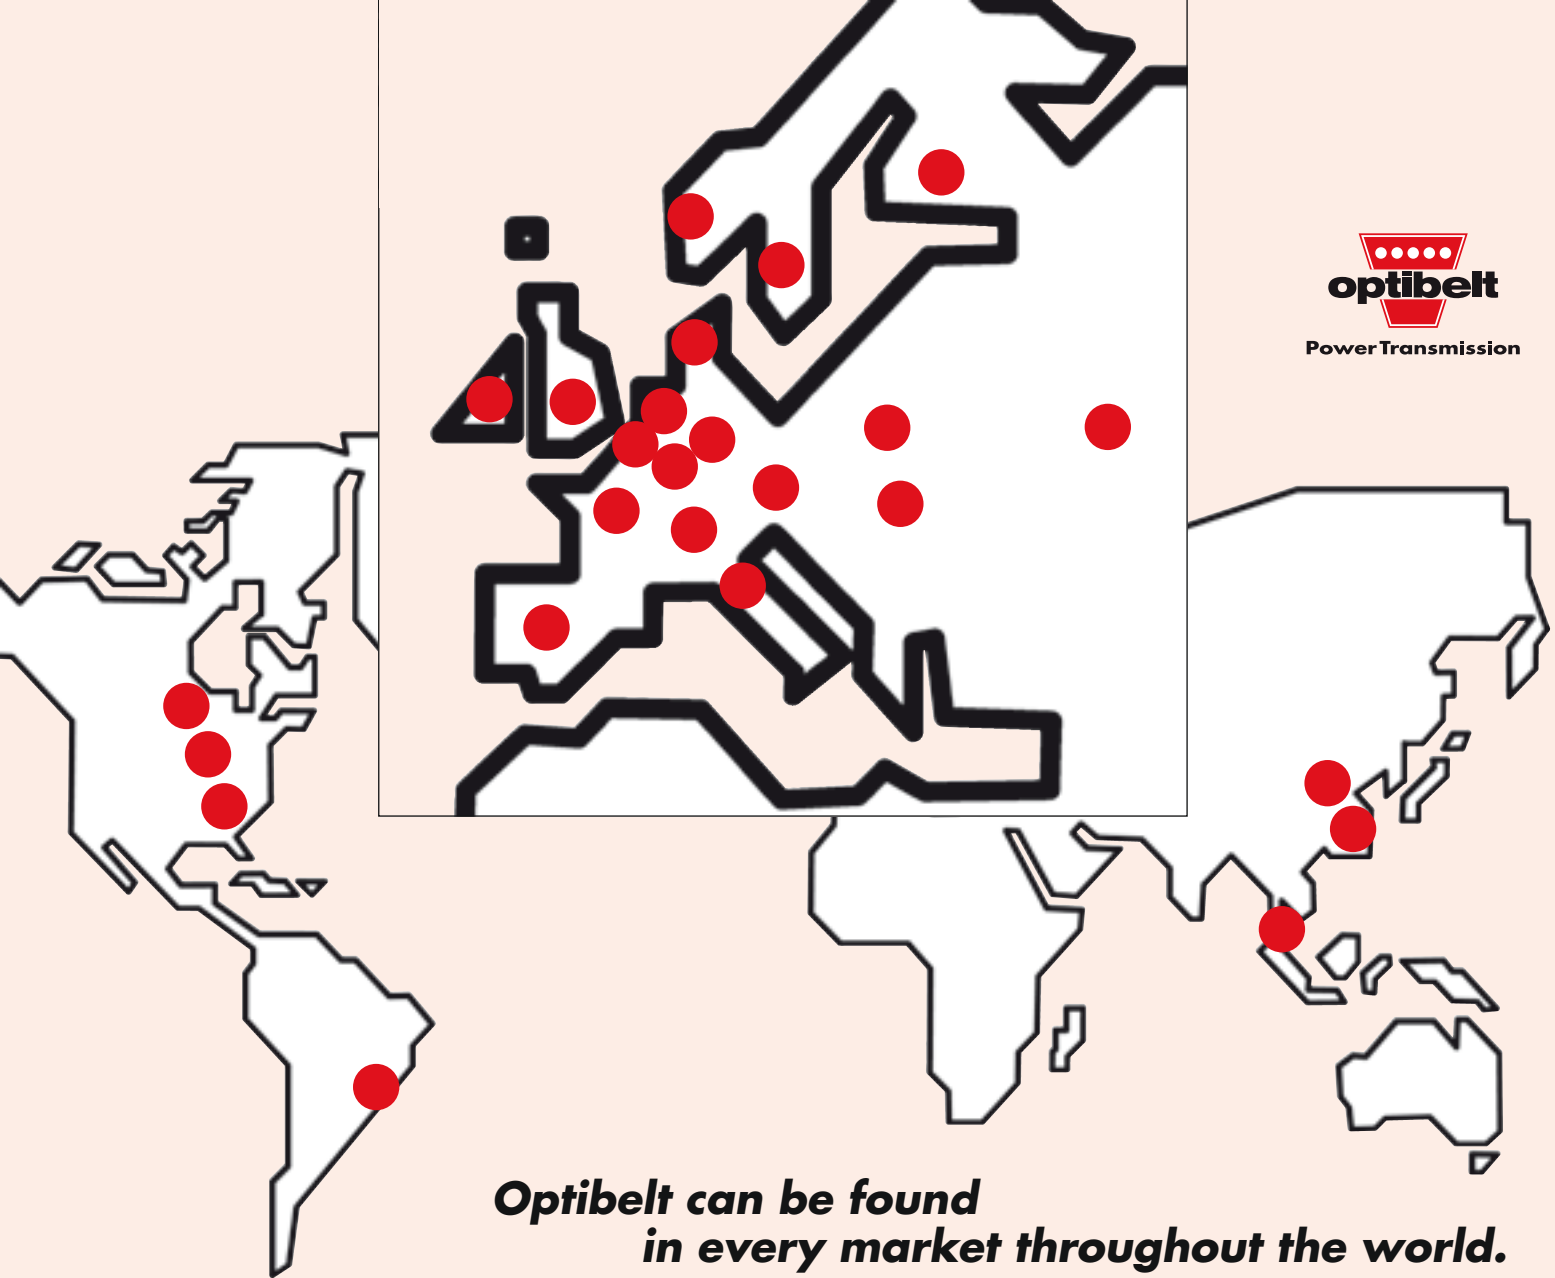 optibelt
Power Transmission
Optibelt can be found
in every market throughout the world.